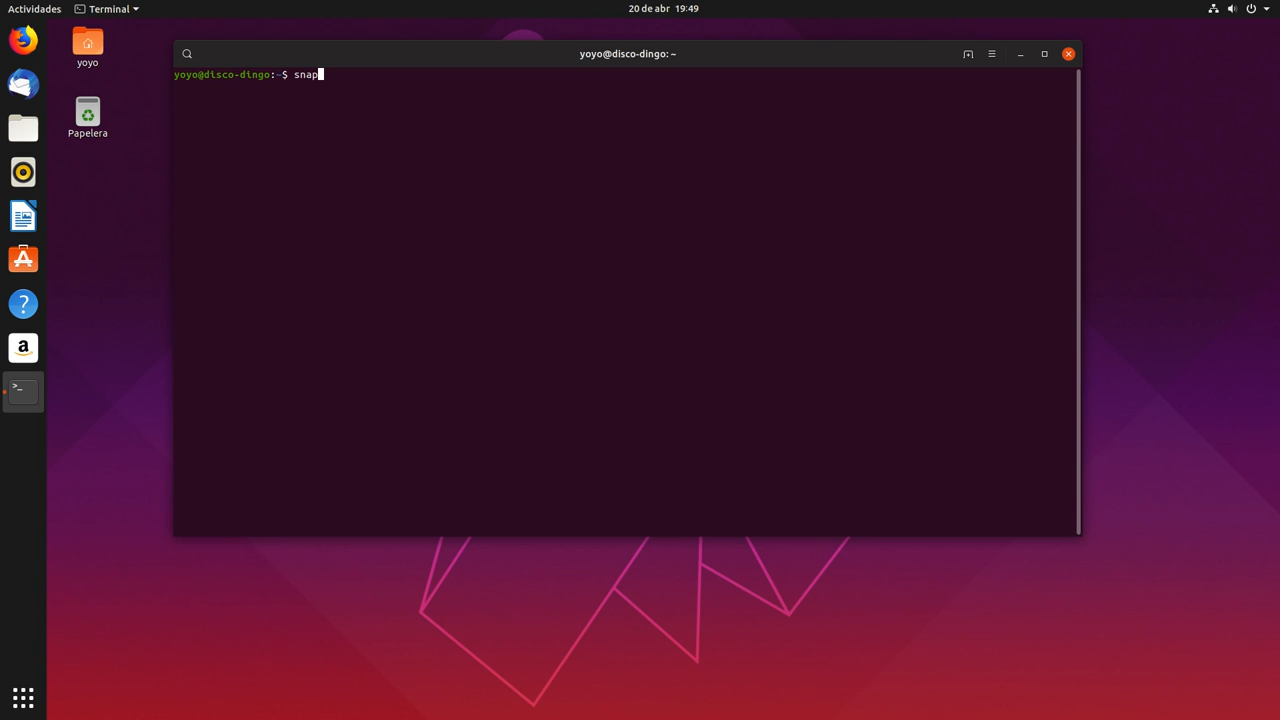 Actividades
Terminal
20 de abr 19:49
yoyo
Papelera
yoyo@disco-dingo: ~
yoyo@disco-dingo:~$ snap